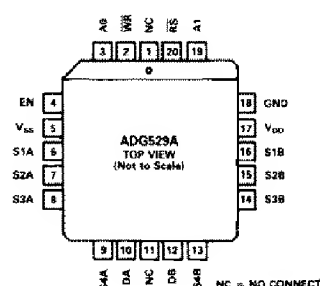 A0 WR NC RS A1
3 2 1 20 19
EN 4 18 GND
VSS 5 17 VDD
S1A 6 16 S1B
S2A 7 15 S2B
S3A 8 14 S3B
ADG529A
TOP VIEW
(Not to Scale)
9 10 11 12 13
S4A DA NC DB S4B
NC = NO CONNECT